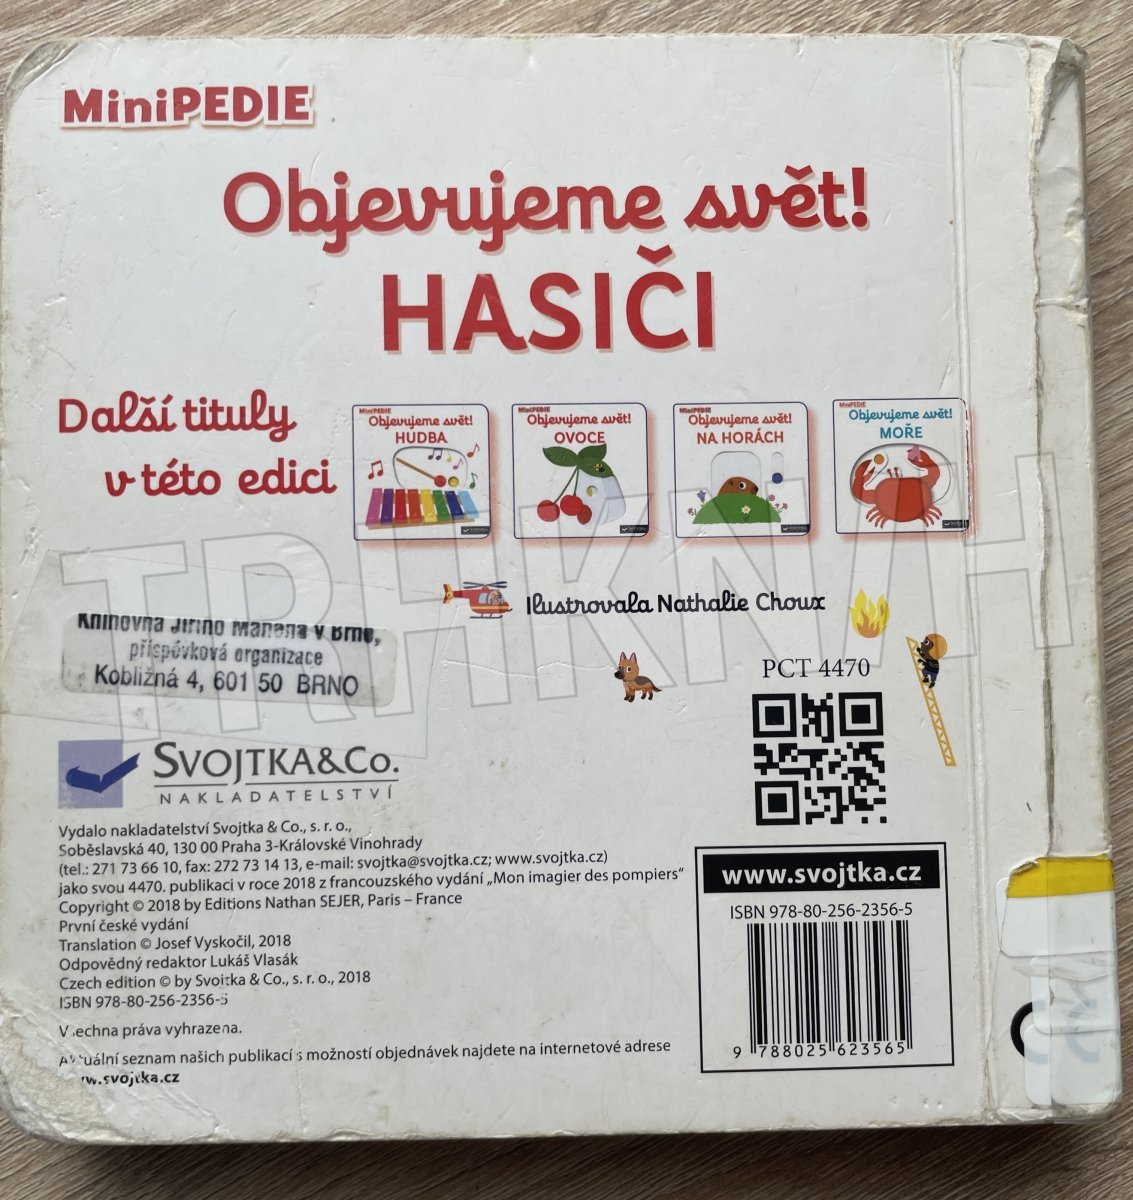 MiniPEDIE
Objevujeme svět!
HASIČI
Další tituly
v této edici
MiniPEDIE
Objevujeme svět!
HUDBA
MiniPEDIE
Objevujeme svět!
OVOCE
MiniPEDIE
Objevujeme svět!
NA HORÁCH
MiniPEDIE
Objevujeme svět!
MOŘE
Ilustrovala Nathalie Choux
Knihovna Jiřího Mahena v Brně,
příspěvková organizace
Kobližná 4, 601 50 BRNO
PCT 4470
SVOJTKA&CO.
NAKLADATELSTVÍ
Vydalo nakladatelství Svojtka & Co., s. r. o.,
Soběslavská 40, 130 00 Praha 3-Královské Vinohrady
(tel.: 271 73 66 10, fax: 272 73 14 13, e-mail: svojtka@svojtka.cz; www.svojtka.cz)
jako svou 4470. publikaci v roce 2018 z francouzského vydání „Mon imagier des pompiers“
Copyright © 2018 by Editions Nathan SEJER, Paris – France
První české vydání
Translation © Josef Vyskočil, 2018
Odpovědný redaktor Lukáš Vlasák
Czech edition © by Svojtka & Co., s. r. o., 2018
ISBN 978-80-256-2356-5
Všechna práva vyhrazena.
Aktuální seznam našich publikací s možností objednávek najdete na internetové adrese
www.svojtka.cz
www.svojtka.cz
ISBN 978-80-256-2356-5
9 788025 623565
TRHKNIH